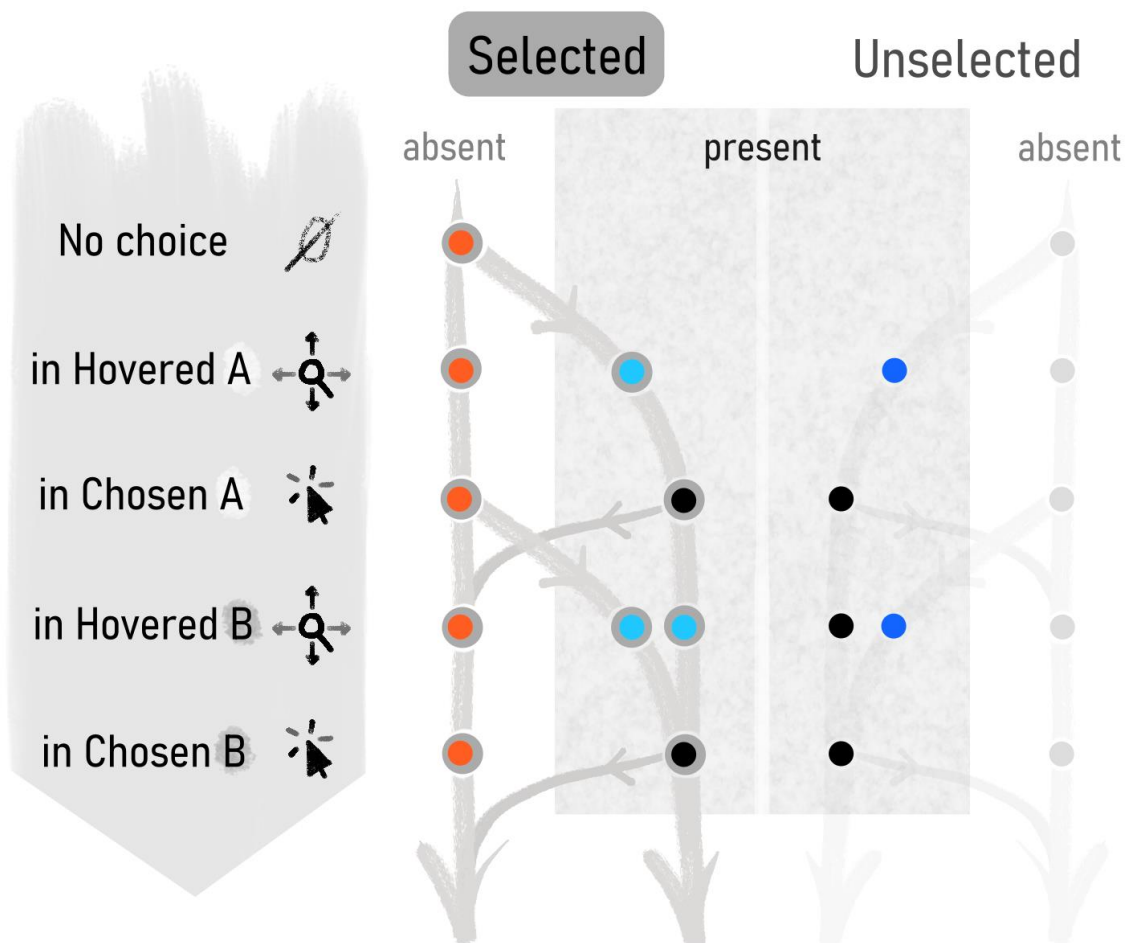 Selected
Unselected
absent
present
absent
No choice
in Hovered A
in Chosen A
in Hovered B
in Chosen B